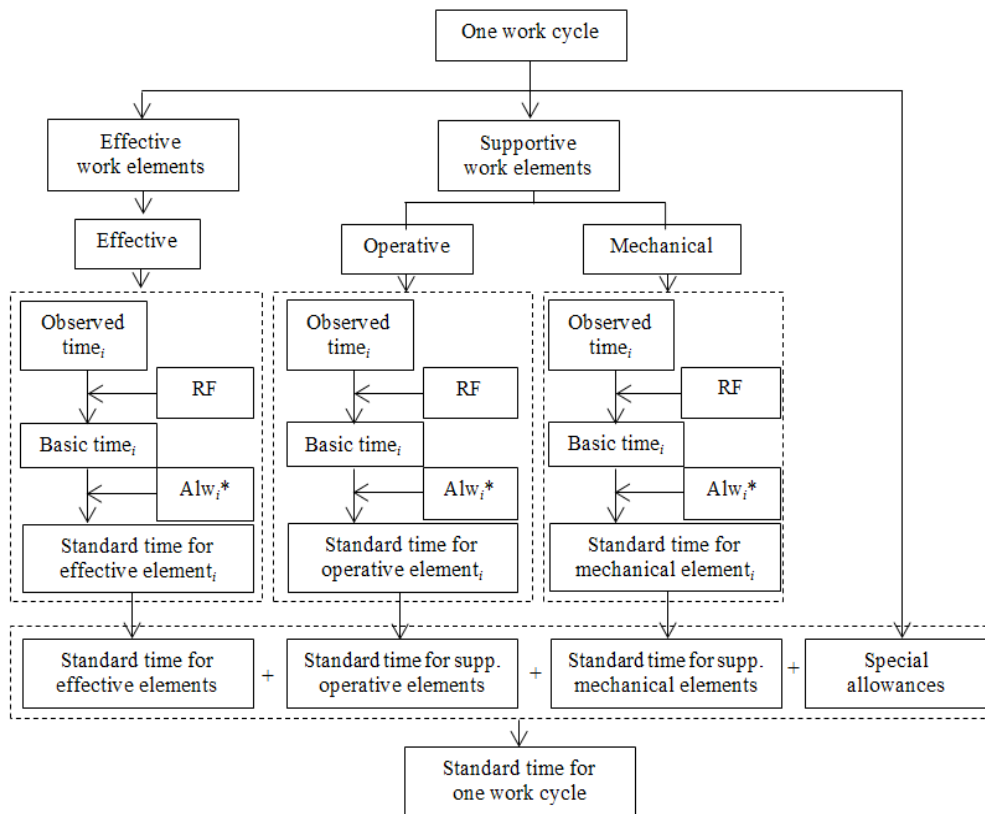 One work cycle
Effective
work elements
Supportive
work elements
Effective
Operative
Mechanical
Observed
timeᵢ
RF
Basic timeᵢ
Alwᵢ*
Standard time for
effective elementᵢ
Observed
timeᵢ
RF
Basic timeᵢ
Alwᵢ*
Standard time for
operative elementᵢ
Observed
timeᵢ
RF
Basic timeᵢ
Alwᵢ*
Standard time for
mechanical elementᵢ
Standard time for
effective elements
+
Standard time for supp.
operative elements
+
Standard time for supp.
mechanical elements
+
Special
allowances
Standard time for
one work cycle